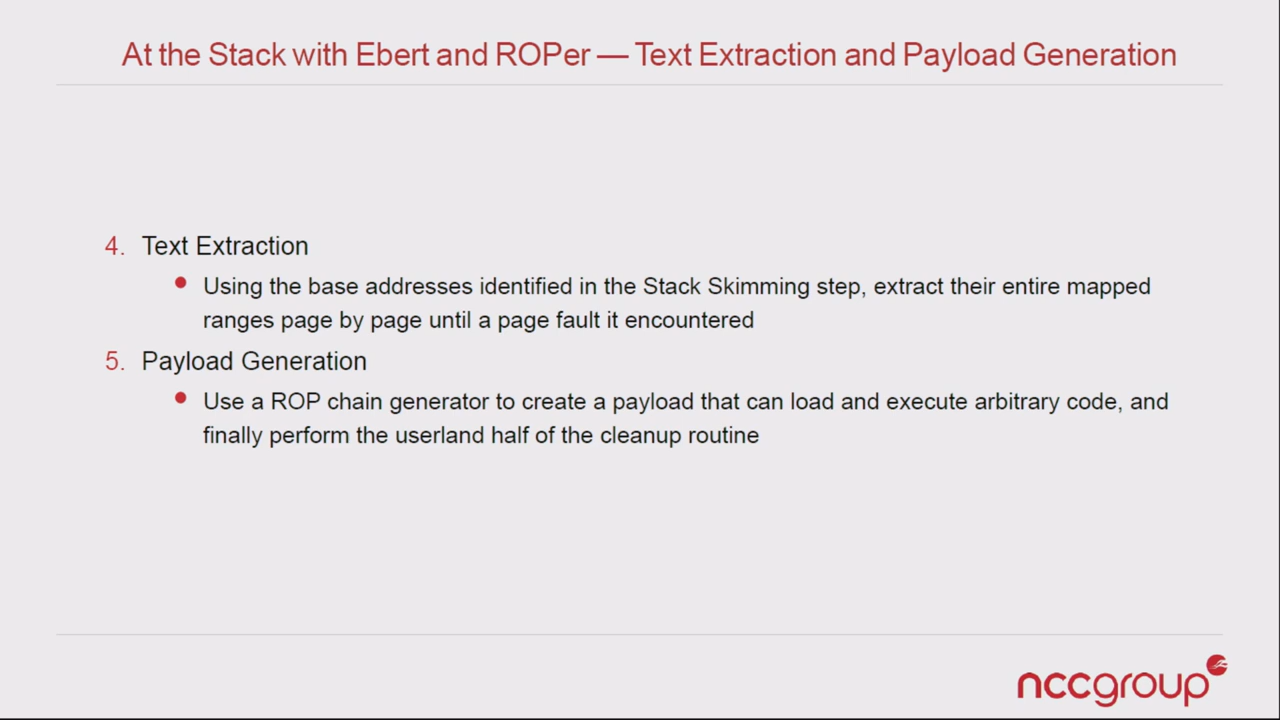 At the Stack with Ebert and ROPer — Text Extraction and Payload Generation
4. Text Extraction
Using the base addresses identified in the Stack Skimming step, extract their entire mapped
ranges page by page until a page fault it encountered
5. Payload Generation
Use a ROP chain generator to create a payload that can load and execute arbitrary code, and
finally perform the userland half of the cleanup routine
nccgroup